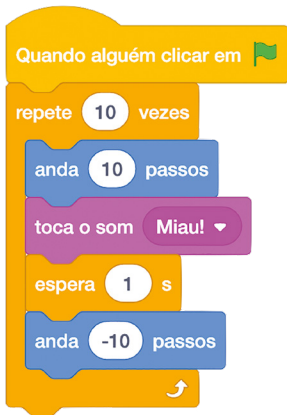 Quando alguém clicar em
repete 10 vezes
anda 10 passos
toca o som Miau!
espera 1 s
anda -10 passos